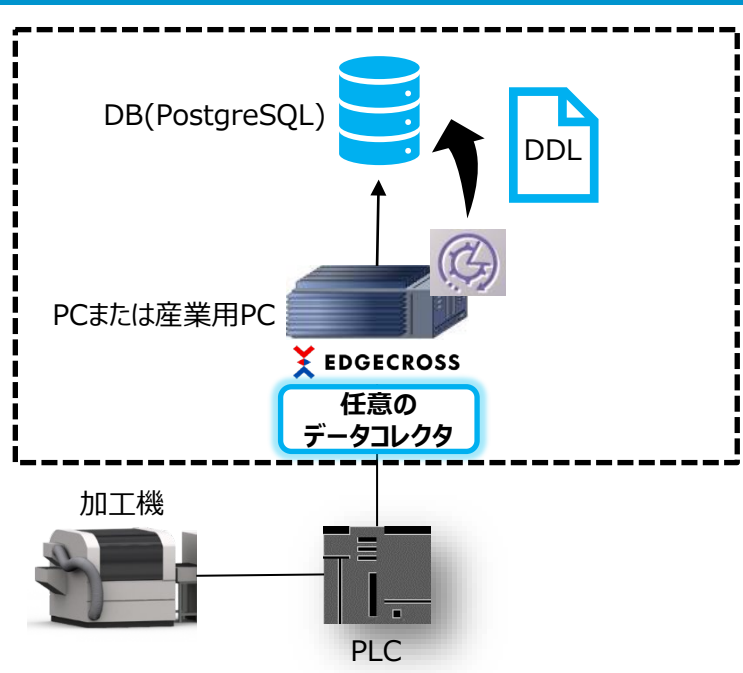 DB(PostgreSQL)
DDL
PCまたは産業用PC
EDGECROSS
任意の
データコレクタ
加工機
PLC